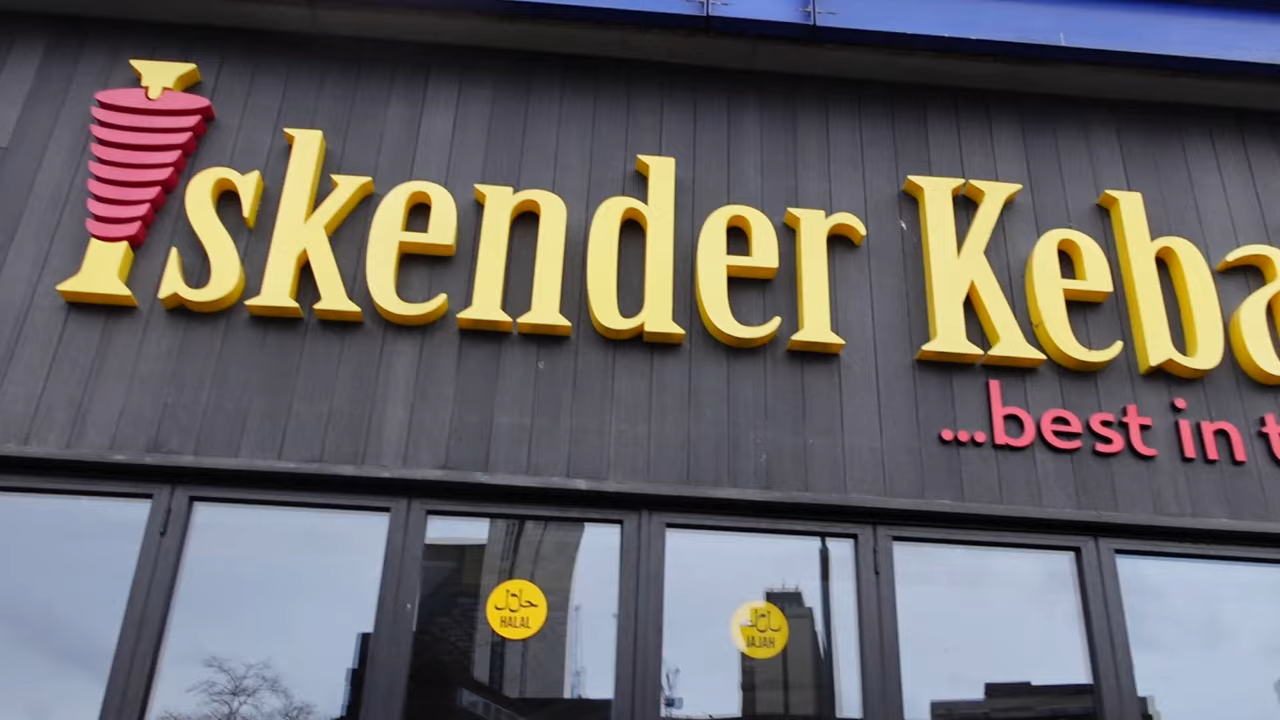 İskender Keba
...best in t
حلال
HALAL